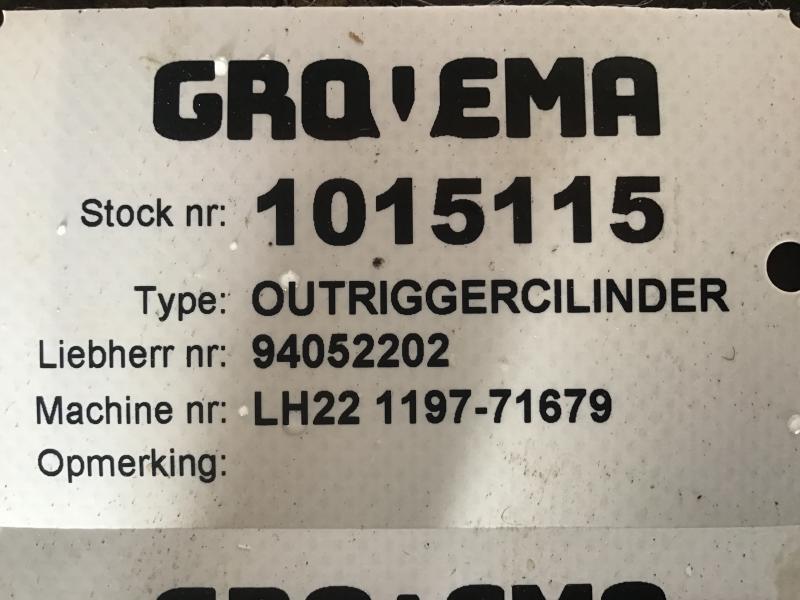 GRO'EMA
Stock nr: 1015115
Type: OUTRIGGERCILINDER
Liebherr nr: 94052202
Machine nr: LH22 1197-71679
Opmerking: